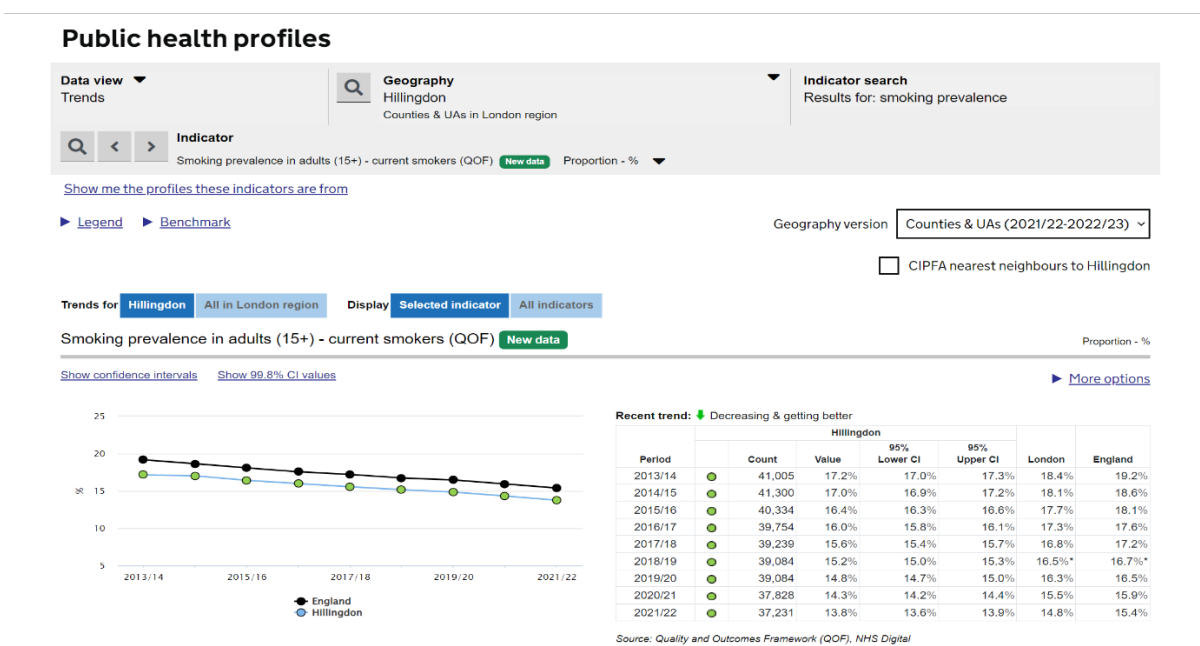 Public health profiles
Data view
Trends
Geography
Hillingdon
Counties & UAs in London region
Indicator search
Results for: smoking prevalence
Indicator
Smoking prevalence in adults (15+) - current smokers (QOF) New data Proportion - %
Show me the profiles these indicators are from
Legend Benchmark
Geography version Counties & UAs (2021/22-2022/23)
CIPFA nearest neighbours to Hillingdon
Trends for Hillingdon All in London region Display Selected indicator All indicators
Smoking prevalence in adults (15+) - current smokers (QOF) New data Proportion - %
Show confidence intervals Show 99.8% CI values
More options
25
20
%
15
10
5
2013/14 2015/16 2017/18 2019/20 2021/22
England
Hillingdon
Recent trend: Decreasing & getting better
Hillingdon
Period Count Value 95% Lower CI 95% Upper CI London England
2013/14 41,005 17.2% 17.0% 17.3% 18.4% 19.2%
2014/15 41,300 17.0% 16.9% 17.2% 18.1% 18.6%
2015/16 40,334 16.4% 16.3% 16.6% 17.7% 18.1%
2016/17 39,754 16.0% 15.8% 16.1% 17.3% 17.6%
2017/18 39,239 15.6% 15.4% 15.7% 16.8% 17.2%
2018/19 39,084 15.2% 15.0% 15.3% 16.5%* 16.7%*
2019/20 39,084 14.8% 14.7% 15.0% 16.3% 16.5%
2020/21 37,828 14.3% 14.2% 14.4% 15.5% 15.9%
2021/22 37,231 13.8% 13.6% 13.9% 14.8% 15.4%
Source: Quality and Outcomes Framework (QOF), NHS Digital